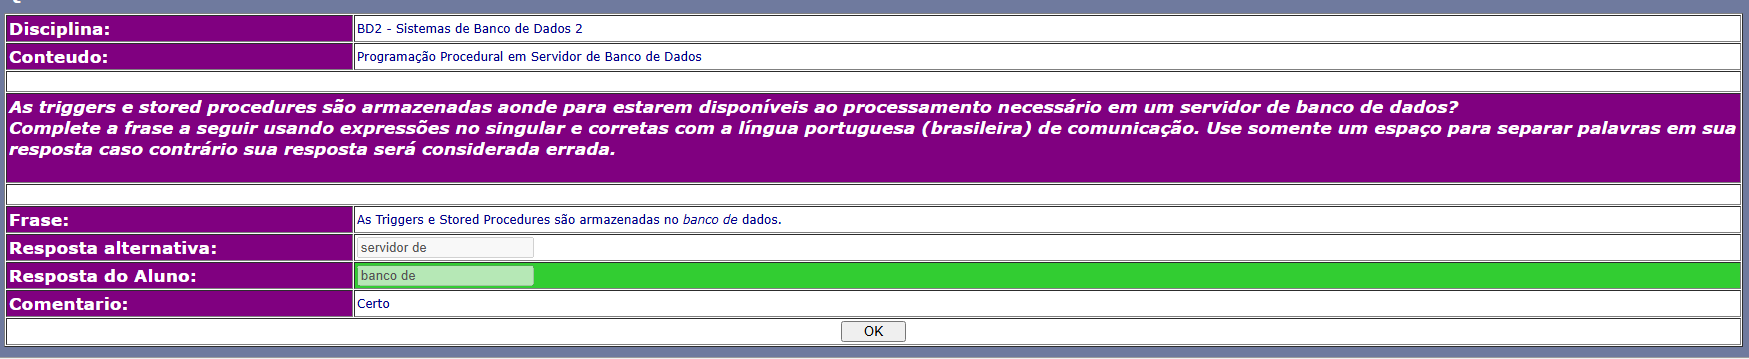 Disciplina: BD2 - Sistemas de Banco de Dados 2
Conteudo: Programação Procedural em Servidor de Banco de Dados
As triggers e stored procedures são armazenadas aonde para estarem disponíveis ao processamento necessário em um servidor de banco de dados?
Complete a frase a seguir usando expressões no singular e corretas com a língua portuguesa (brasileira) de comunicação. Use somente um espaço para separar palavras em sua
resposta caso contrário sua resposta será considerada errada.
Frase: As Triggers e Stored Procedures são armazenadas no banco de dados.
Resposta alternativa: servidor de
Resposta do Aluno: banco de
Comentario: Certo
OK